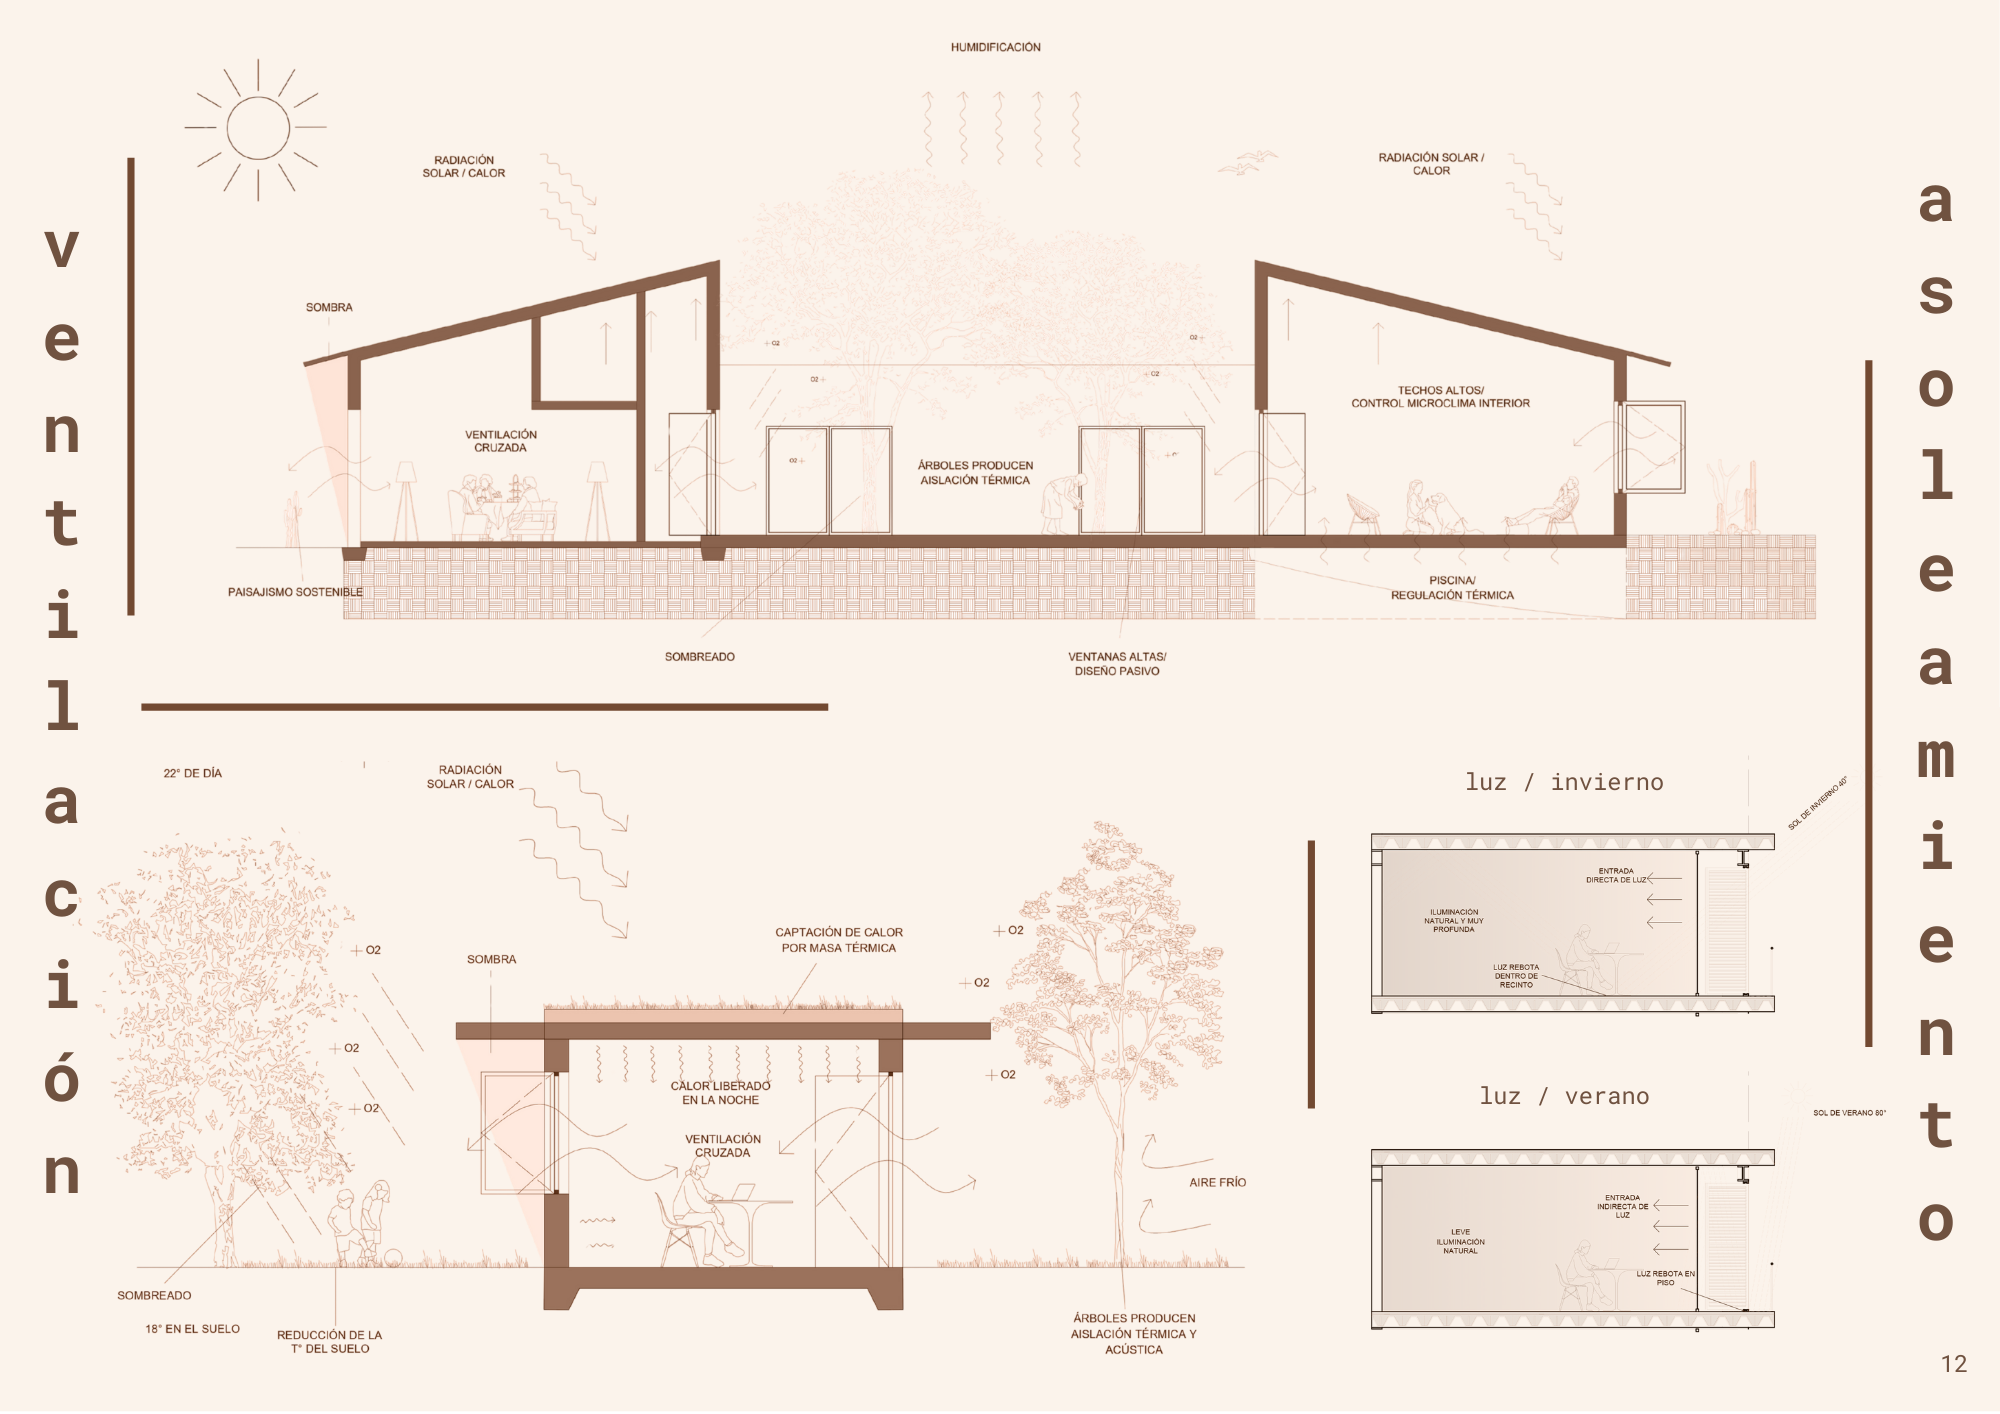 ventilación
HUMIDIFICACIÓN
RADIACIÓN
SOLAR / CALOR
RADIACIÓN SOLAR /
CALOR
SOMBRA
O2
O2
O2
O2
TECHOS ALTOS/
CONTROL MICROCLIMA INTERIOR
VENTILACIÓN
CRUZADA
O2
ÁRBOLES PRODUCEN
AISLACIÓN TÉRMICA
PISCINA/
REGULACIÓN TÉRMICA
PAISAJISMO SOSTENIBLE
SOMBREADO
VENTANAS ALTAS/
DISEÑO PASIVO
22° DE DÍA
RADIACIÓN
SOLAR / CALOR
O2
O2
O2
SOMBRA
CAPTACIÓN DE CALOR
POR MASA TÉRMICA
O2
O2
O2
CALOR LIBERADO
EN LA NOCHE
VENTILACIÓN
CRUZADA
AIRE FRÍO
SOMBREADO
18° EN EL SUELO
REDUCCIÓN DE LA
T° DEL SUELO
ÁRBOLES PRODUCEN
AISLACIÓN TÉRMICA Y
ACÚSTICA
luz / invierno
SOL DE INVIERNO 40°
ENTRADA
DIRECTA DE LUZ
ILUMINACIÓN
NATURAL Y MUY
PROFUNDA
LUZ REBOTA
DENTRO DE
RECINTO
luz / verano
SOL DE VERANO 80°
ENTRADA
INDIRECTA DE
LUZ
LEVE
ILUMINACIÓN
NATURAL
LUZ REBOTA EN
PISO
asoleamiento
12